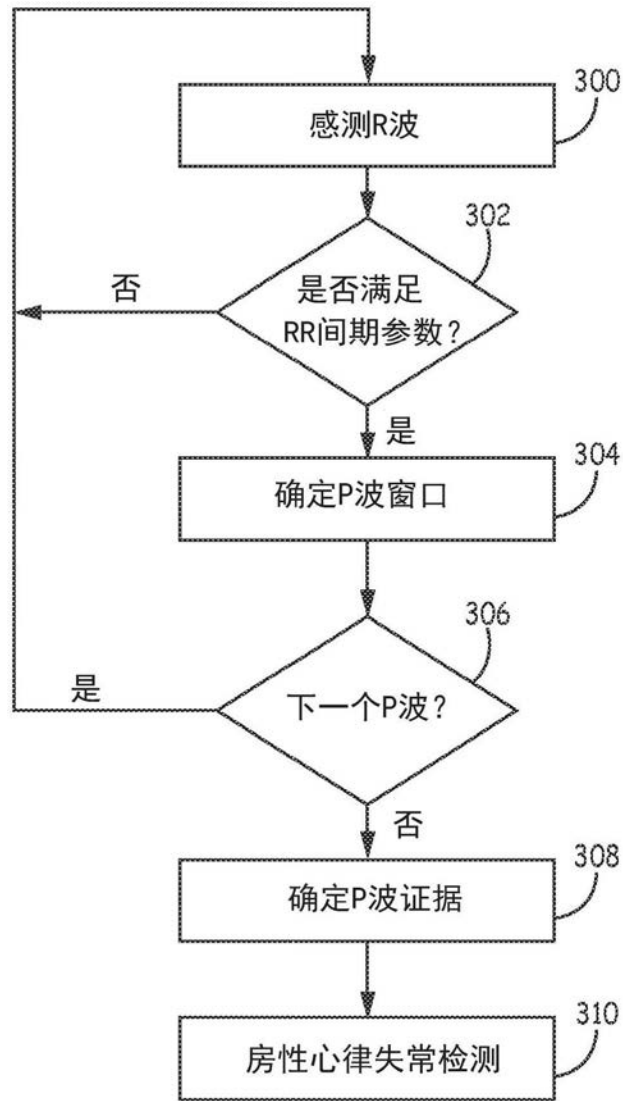 感测R波
300
302
是否满足
RR间期参数?
否
是
确定P波窗口
304
306
下一个P波?
是
否
确定P波证据
308
房性心律失常检测
310